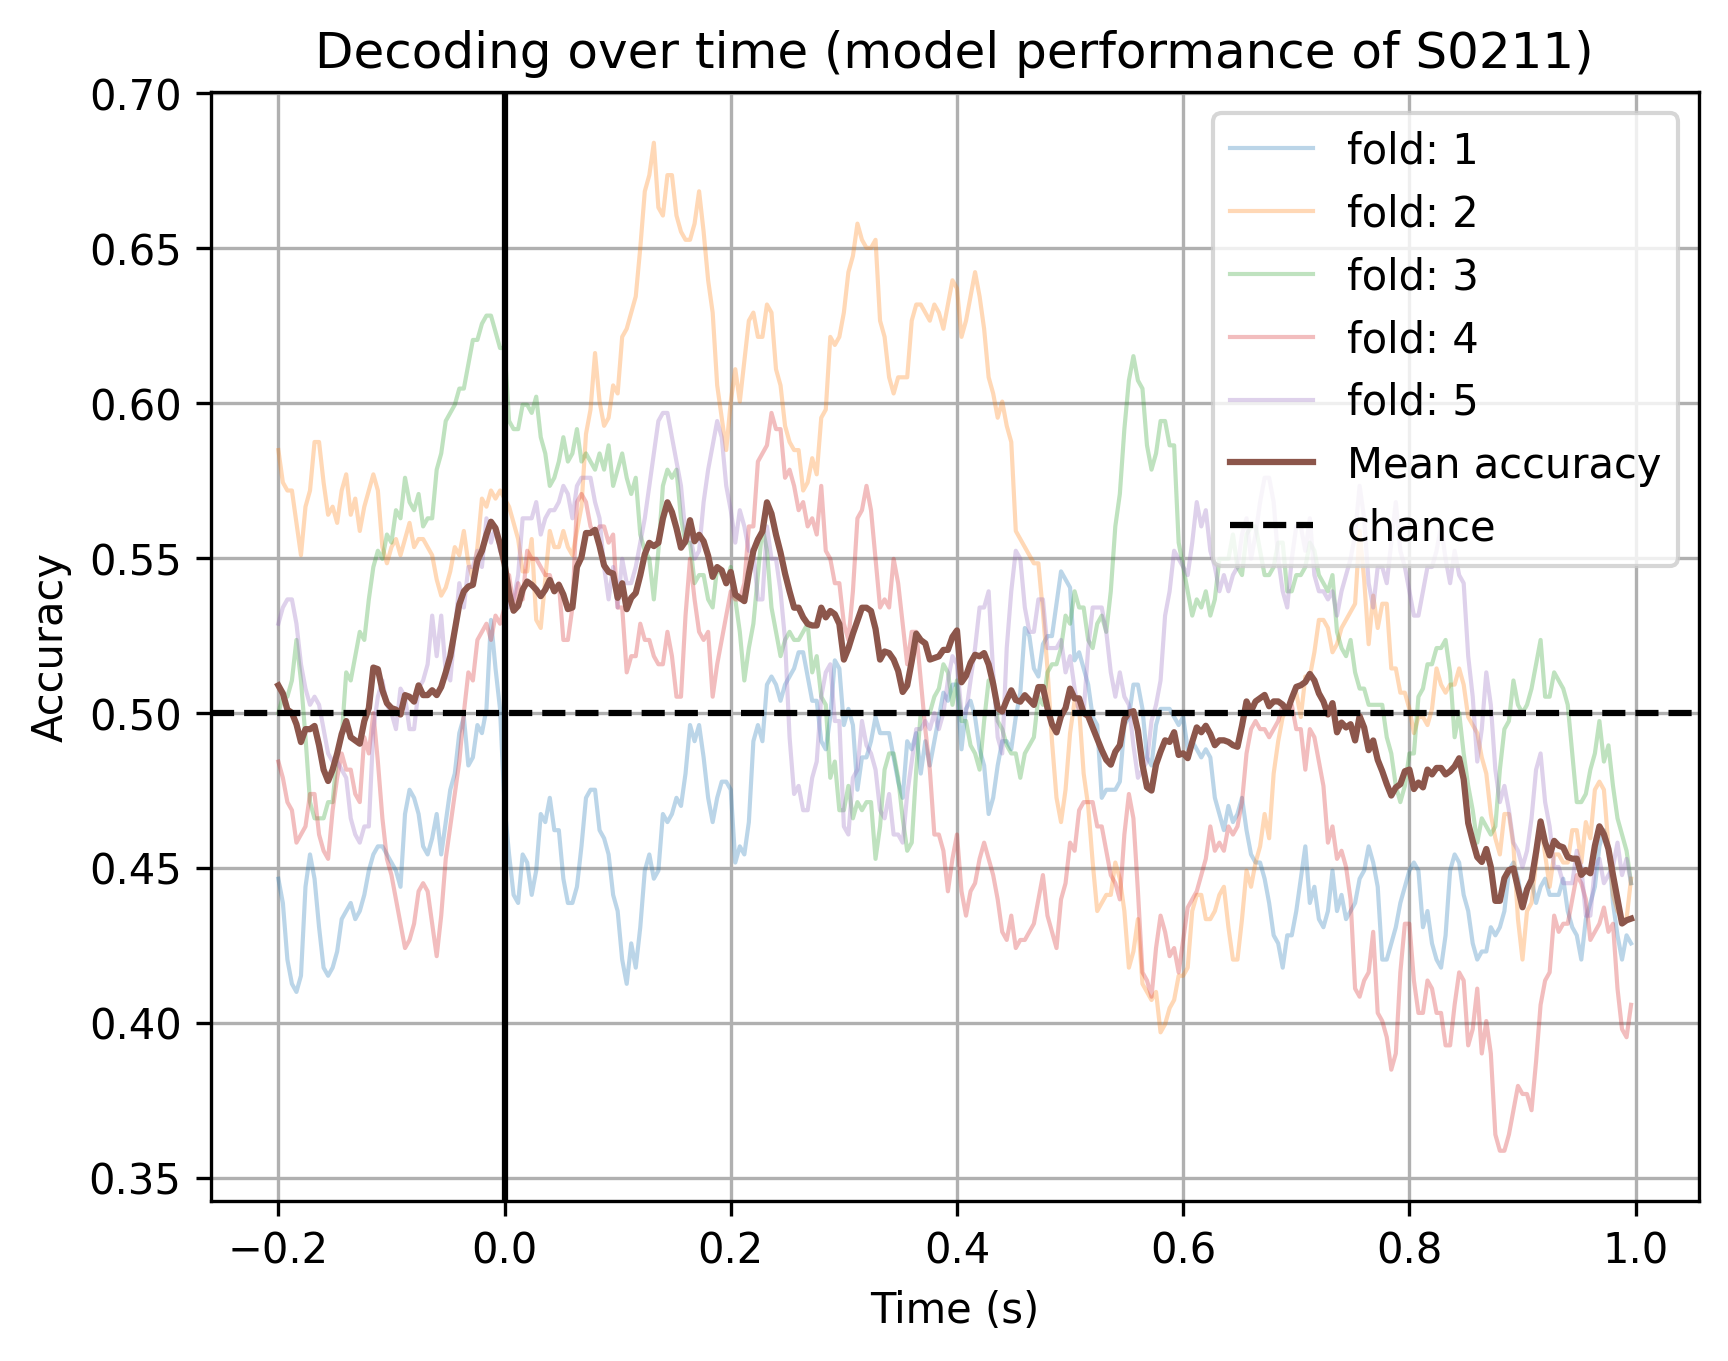 Decoding over time (model performance of S0211)
0.70
0.65
0.60
0.55
0.50
0.45
0.40
0.35
Accuracy
fold: 1
fold: 2
fold: 3
fold: 4
fold: 5
Mean accuracy
chance
−0.2 0.0 0.2 0.4 0.6 0.8 1.0
Time (s)